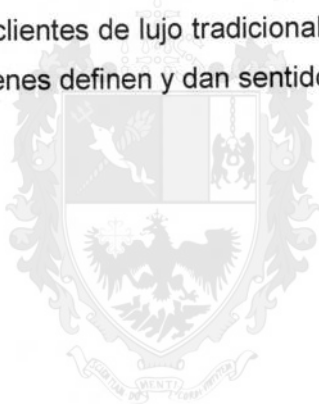 clientes de lujo tradicional
enes definen y dan sentido